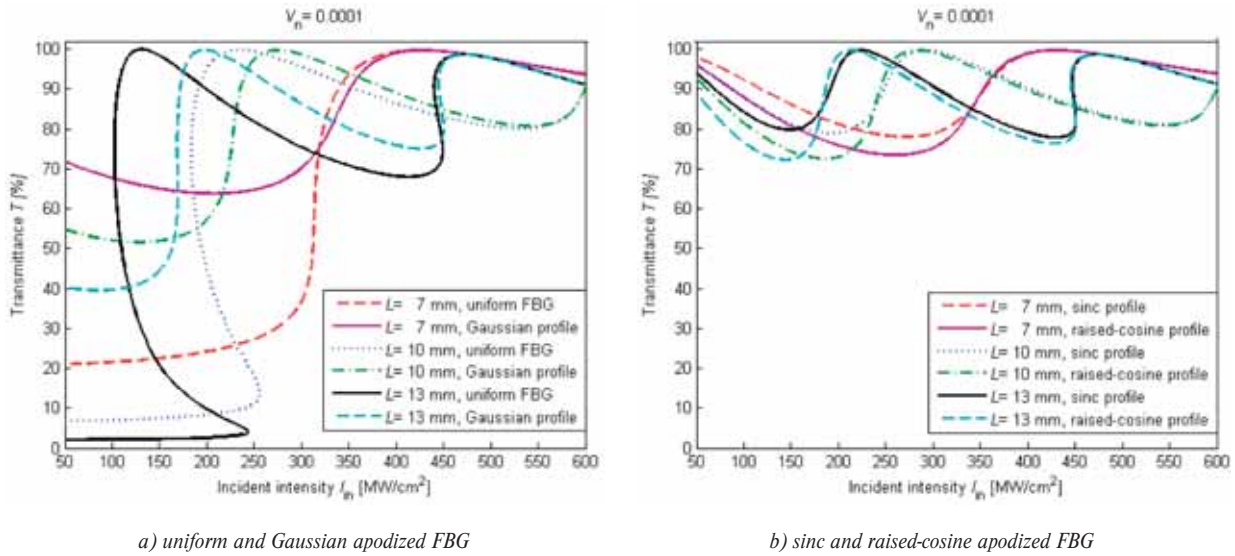 Vn= 0.0001
100
90
80
70
60
50
40
30
20
10
0
Transmittance T [%]
L= 7 mm, uniform FBG
L= 7 mm, Gaussian profile
L= 10 mm, uniform FBG
L= 10 mm, Gaussian profile
L= 13 mm, uniform FBG
L= 13 mm, Gaussian profile
50 100 150 200 250 300 350 400 450 500 550 600
Incident intensity Iin [MW/cm²]
a) uniform and Gaussian apodized FBG
Vn= 0.0001
100
90
80
70
60
50
40
30
20
10
0
Transmittance T [%]
L= 7 mm, sinc profile
L= 7 mm, raised-cosine profile
L= 10 mm, sinc profile
L= 10 mm, raised-cosine profile
L= 13 mm, sinc profile
L= 13 mm, raised-cosine profile
50 100 150 200 250 300 350 400 450 500 550 600
Incident intensity Iin [MW/cm²]
b) sinc and raised-cosine apodized FBG